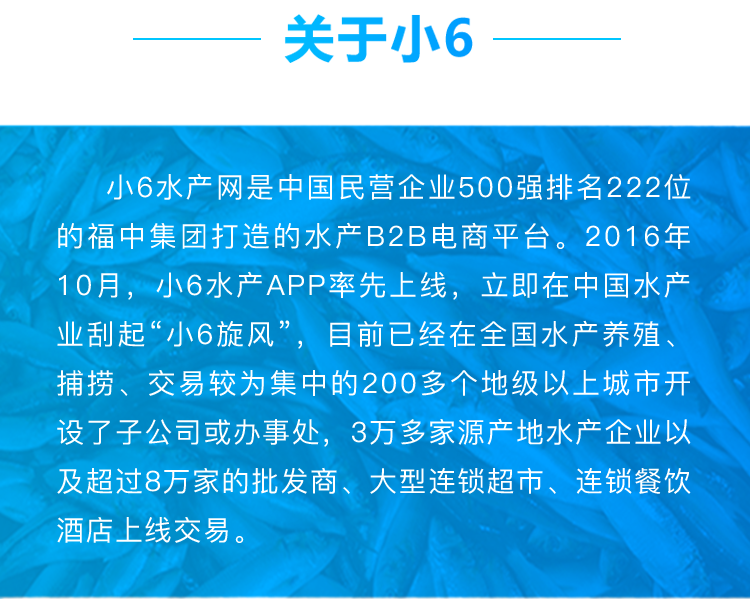 关于小6
小6水产网是中国民营企业500强排名222位
的福中集团打造的水产B2B电商平台。2016年
10月，小6水产APP率先上线，立即在中国水产
业刮起“小6旋风”，目前已经在全国水产养殖、
捕捞、交易较为集中的200多个地级以上城市开
设了子公司或办事处，3万多家源产地水产企业以
及超过8万家的批发商、大型连锁超市、连锁餐饮
酒店上线交易。